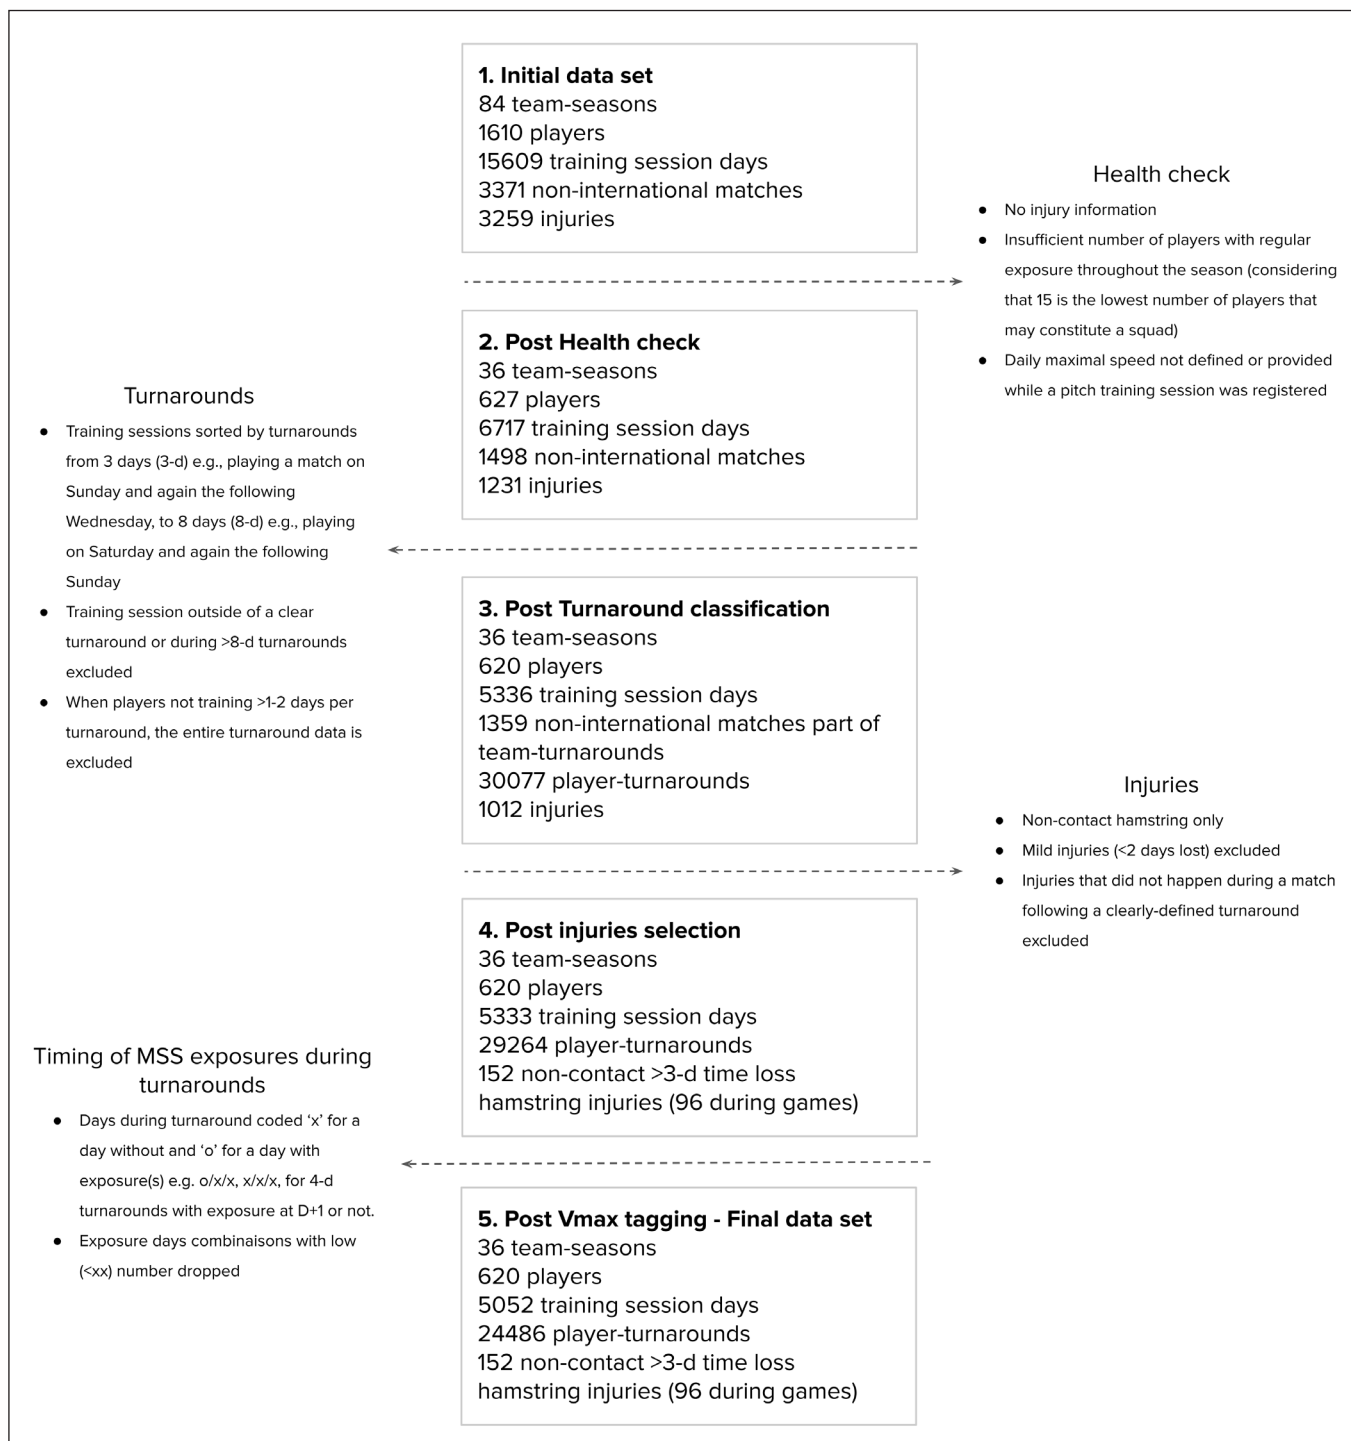 1. Initial data set
84 team-seasons
1610 players
15609 training session days
3371 non-international matches
3259 injuries
Health check
● No injury information
● Insufficient number of players with regular
exposure throughout the season (considering
that 15 is the lowest number of players that
may constitute a squad)
● Daily maximal speed not defined or provided
while a pitch training session was registered
2. Post Health check
36 team-seasons
627 players
6717 training session days
1498 non-international matches
1231 injuries
Turnarounds
● Training sessions sorted by turnarounds
from 3 days (3-d) e.g., playing a match on
Sunday and again the following
Wednesday, to 8 days (8-d) e.g., playing
on Saturday and again the following
Sunday
● Training session outside of a clear
turnaround or during >8-d turnarounds
excluded
● When players not training >1-2 days per
turnaround, the entire turnaround data is
excluded
3. Post Turnaround classification
36 team-seasons
620 players
5336 training session days
1359 non-international matches part of
team-turnarounds
30077 player-turnarounds
1012 injuries
Injuries
● Non-contact hamstring only
● Mild injuries (<2 days lost) excluded
● Injuries that did not happen during a match
following a clearly-defined turnaround
excluded
4. Post injuries selection
36 team-seasons
620 players
5333 training session days
29264 player-turnarounds
152 non-contact >3-d time loss
hamstring injuries (96 during games)
Timing of MSS exposures during
turnarounds
● Days during turnaround coded ‘x’ for a
day without and ‘o’ for a day with
exposure(s) e.g. o/x/x, x/x/x, for 4-d
turnarounds with exposure at D+1 or not.
● Exposure days combinaisons with low
(<xx) number dropped
5. Post Vmax tagging - Final data set
36 team-seasons
620 players
5052 training session days
24486 player-turnarounds
152 non-contact >3-d time loss
hamstring injuries (96 during games)